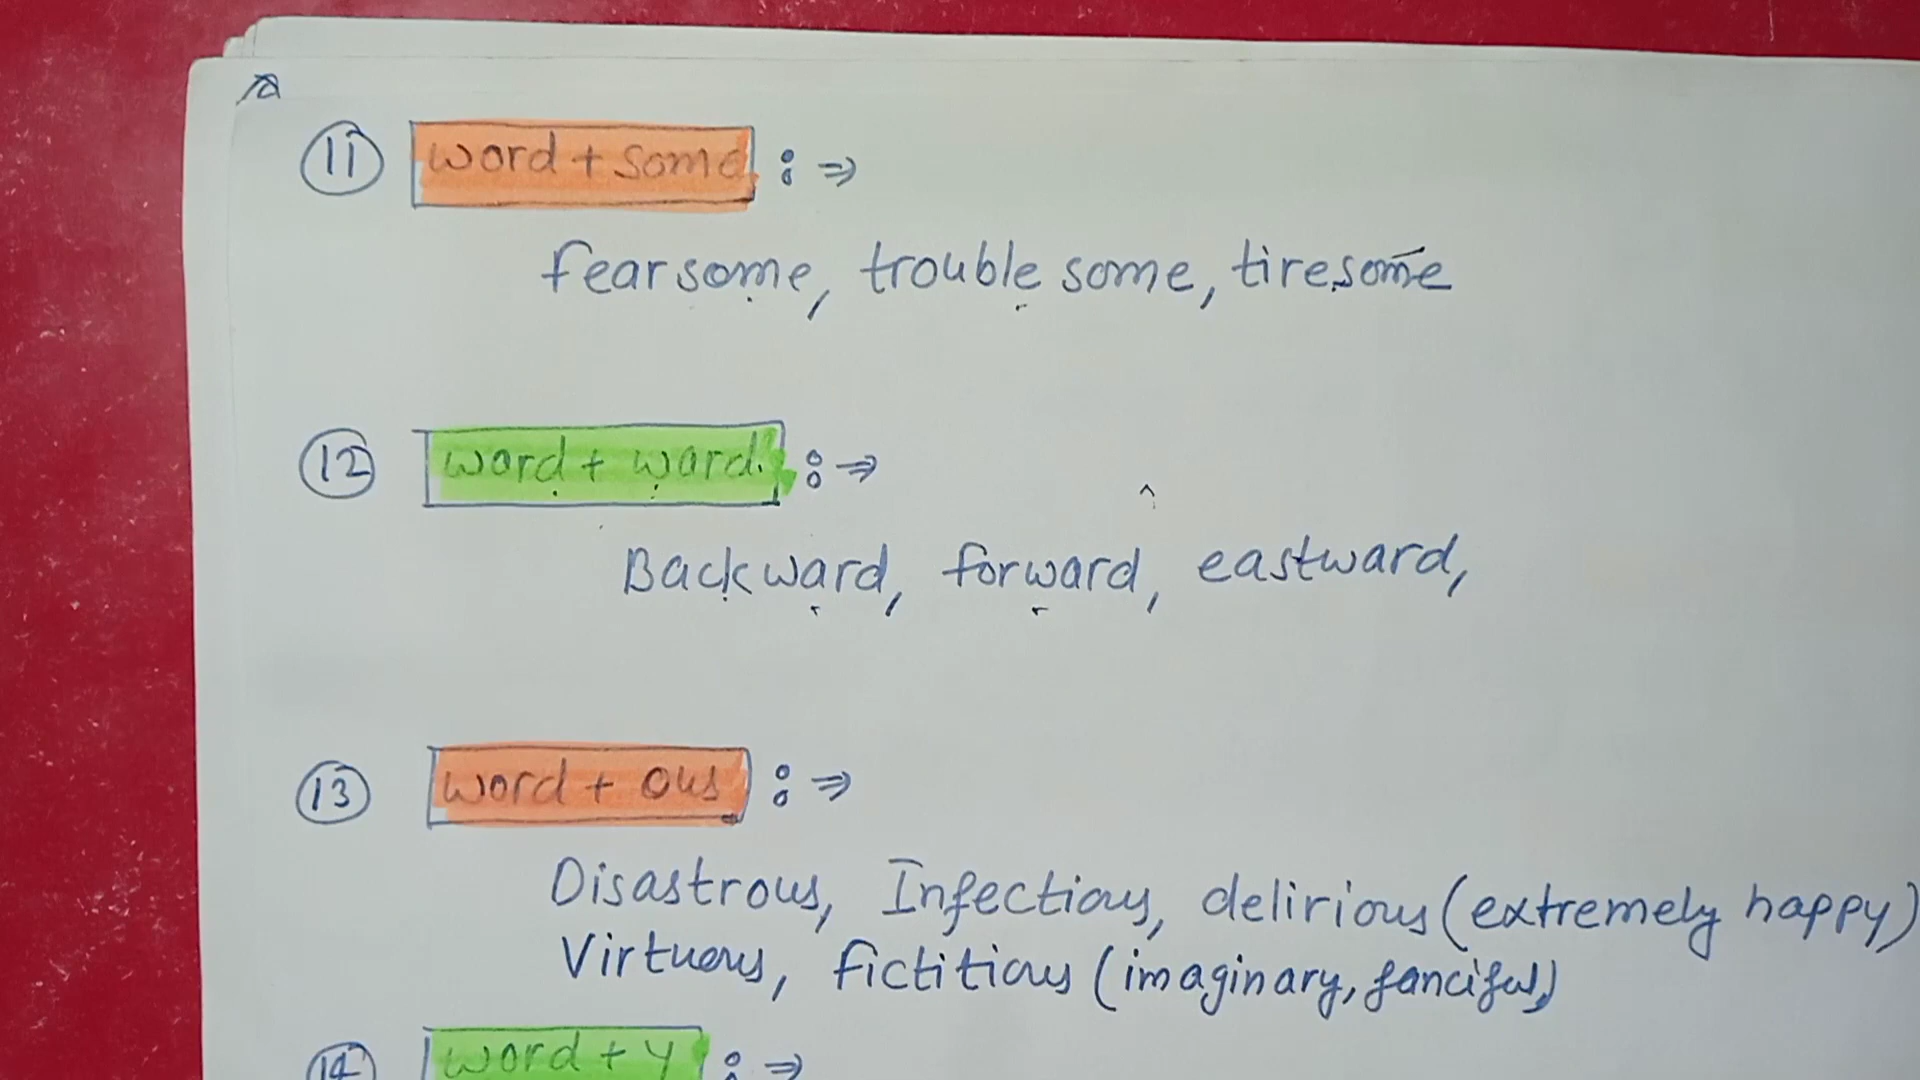 11 word + some : ⇒
fearsome, trouble some, tiresome
12 word + ward : ⇒
Backward, forward, eastward,
13 word + ous : ⇒
Disastrous, Infectious, delirious (extremely happy)
Virtuous, fictitious (imaginary, fanciful)
14 word + y : ⇒